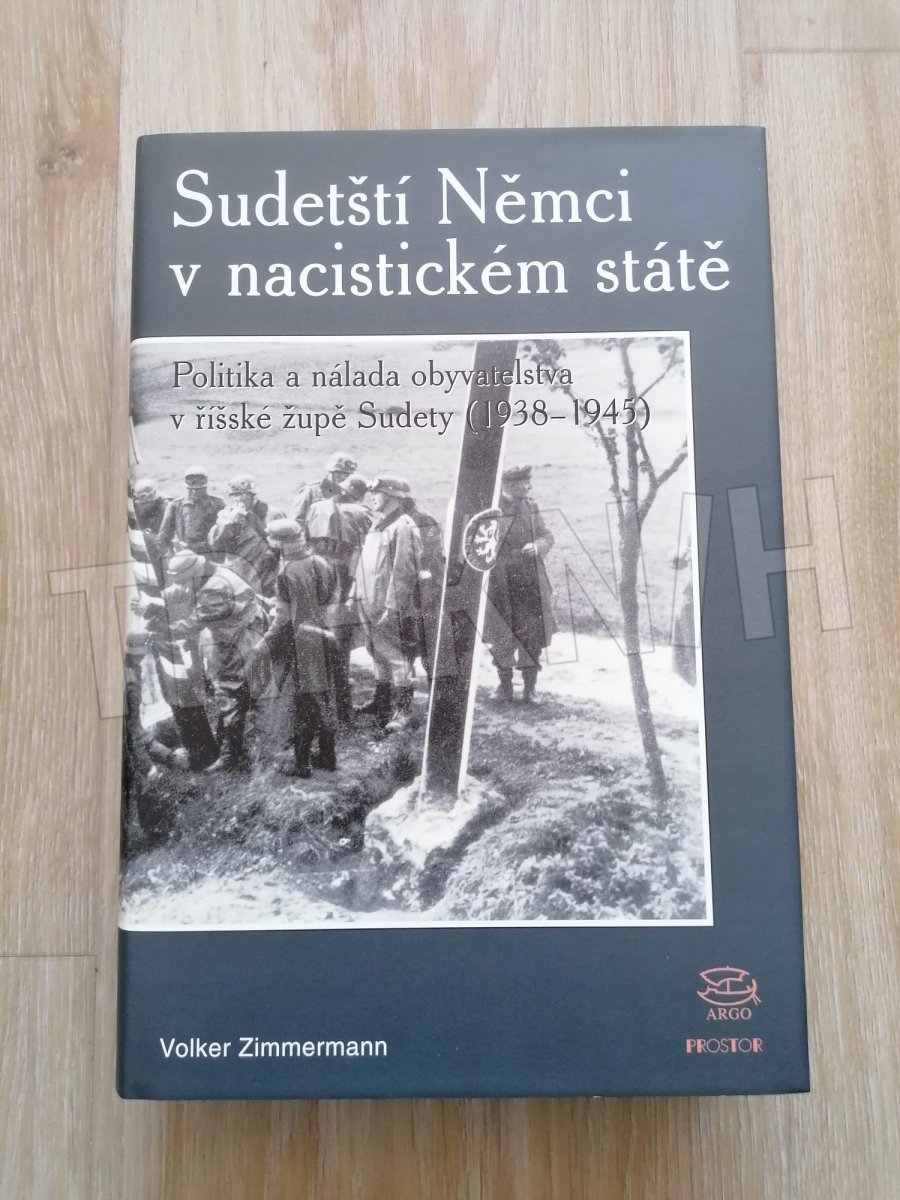 Sudetští Němci
v nacistickém státě
Politika a nálada obyvatelstva
v říšské župě Sudety (1938–1945)
ARGO
Volker Zimmermann
PROSTOR